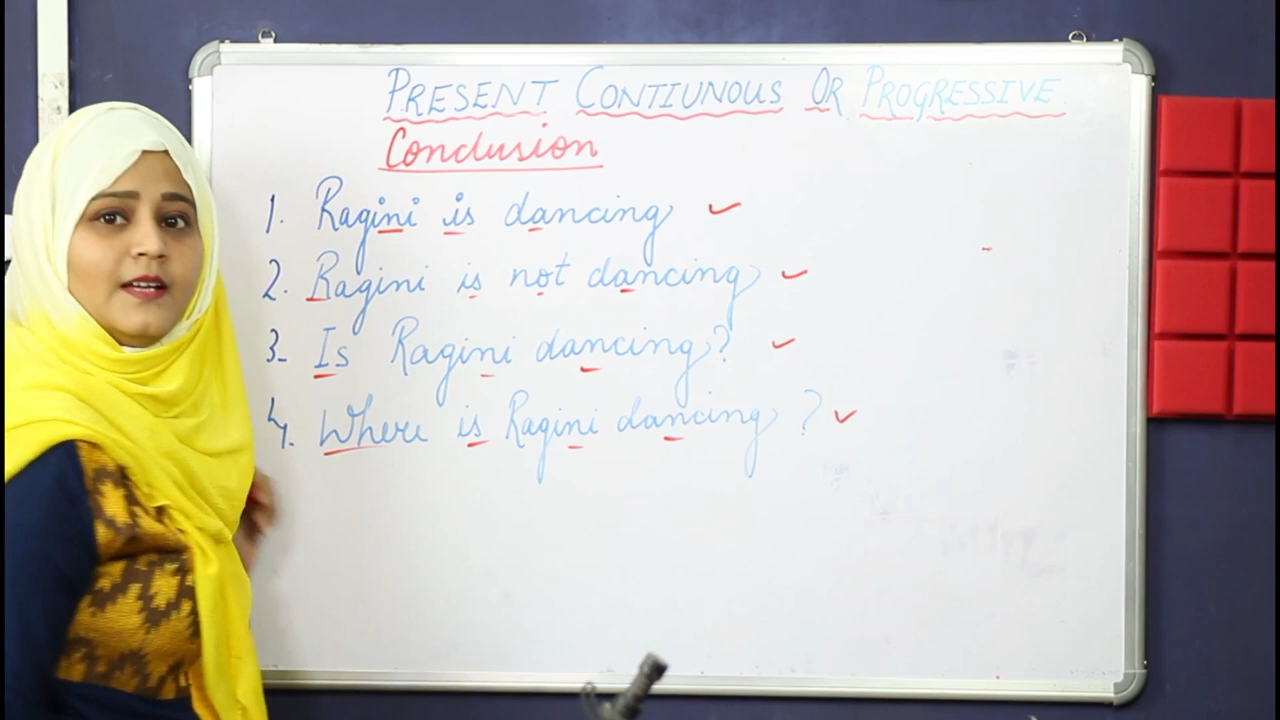 PRESENT CONTIUNOUS OR PROGRESSIVE
Conclusion
1. Ragini is dancing ✓
2. Ragini is not dancing ✓
3. Is Ragini dancing? ✓
4. Where is Ragini dancing ? ✓